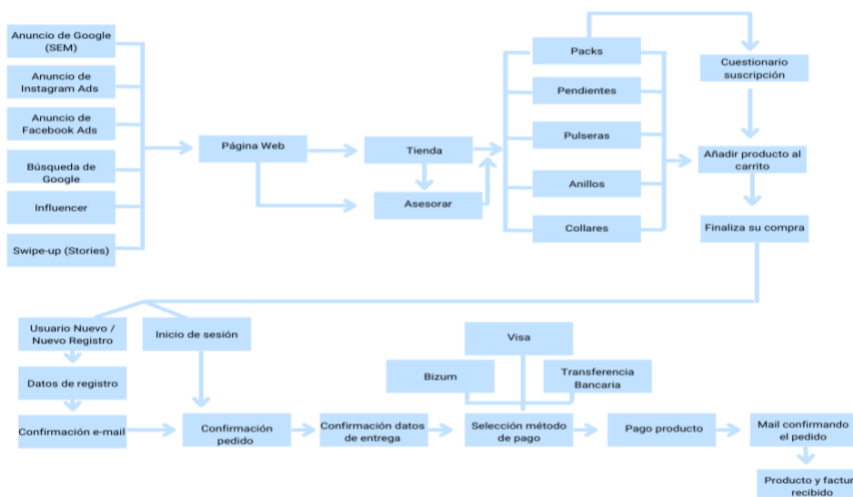 Anuncio de Google
(SEM)
Anuncio de
Instagram Ads
Anuncio de
Facebook Ads
Búsqueda de
Google
Influencer
Swipe-up (Stories)
Página Web
Tienda
Asesorar
Packs
Pendientes
Pulseras
Anillos
Collares
Cuestionario
suscripción
Añadir producto al
carrito
Finaliza su compra
Usuario Nuevo /
Nuevo Registro
Inicio de sesión
Datos de registro
Confirmación e-mail
Confirmación
pedido
Confirmación datos
de entrega
Visa
Bizum
Transferencia
Bancaria
Selección método
de pago
Pago producto
Mail confirmando
el pedido
Producto y factur
recibido